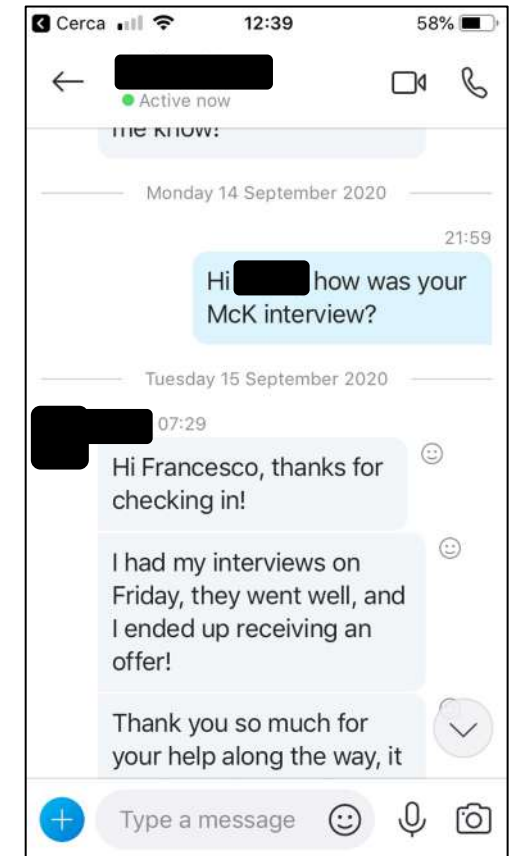 Cerca 12:39 58%
Active now
me know!
Monday 14 September 2020
21:59
Hi how was your
McK interview?
Tuesday 15 September 2020
07:29
Hi Francesco, thanks for
checking in!
I had my interviews on
Friday, they went well, and
I ended up receiving an
offer!
Thank you so much for
your help along the way, it
Type a message